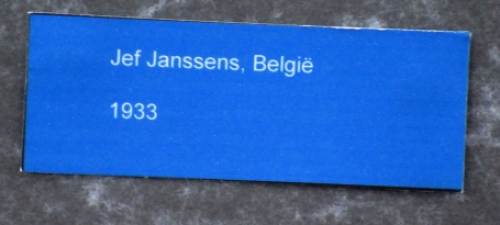 Jef Janssens, België
1933